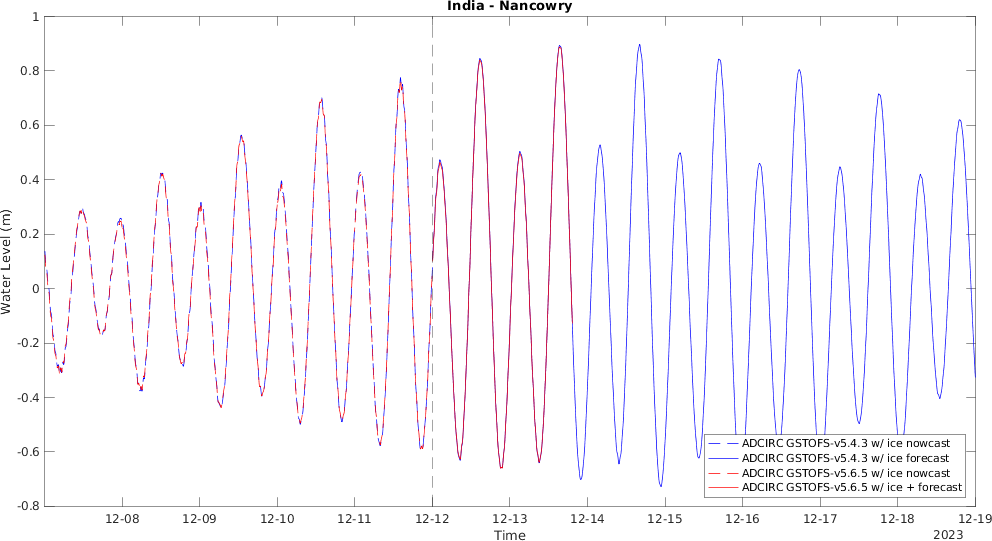 India - Nancowry
Water Level (m)
1
0.8
0.6
0.4
0.2
0
-0.2
-0.4
-0.6
-0.8
ADCIRC GSTOFS-v5.4.3 w/ ice nowcast
ADCIRC GSTOFS-v5.4.3 w/ ice forecast
ADCIRC GSTOFS-v5.6.5 w/ ice nowcast
ADCIRC GSTOFS-v5.6.5 w/ ice + forecast
12-08 12-09 12-10 12-11 12-12 12-13 12-14 12-15 12-16 12-17 12-18 12-19
Time
2023